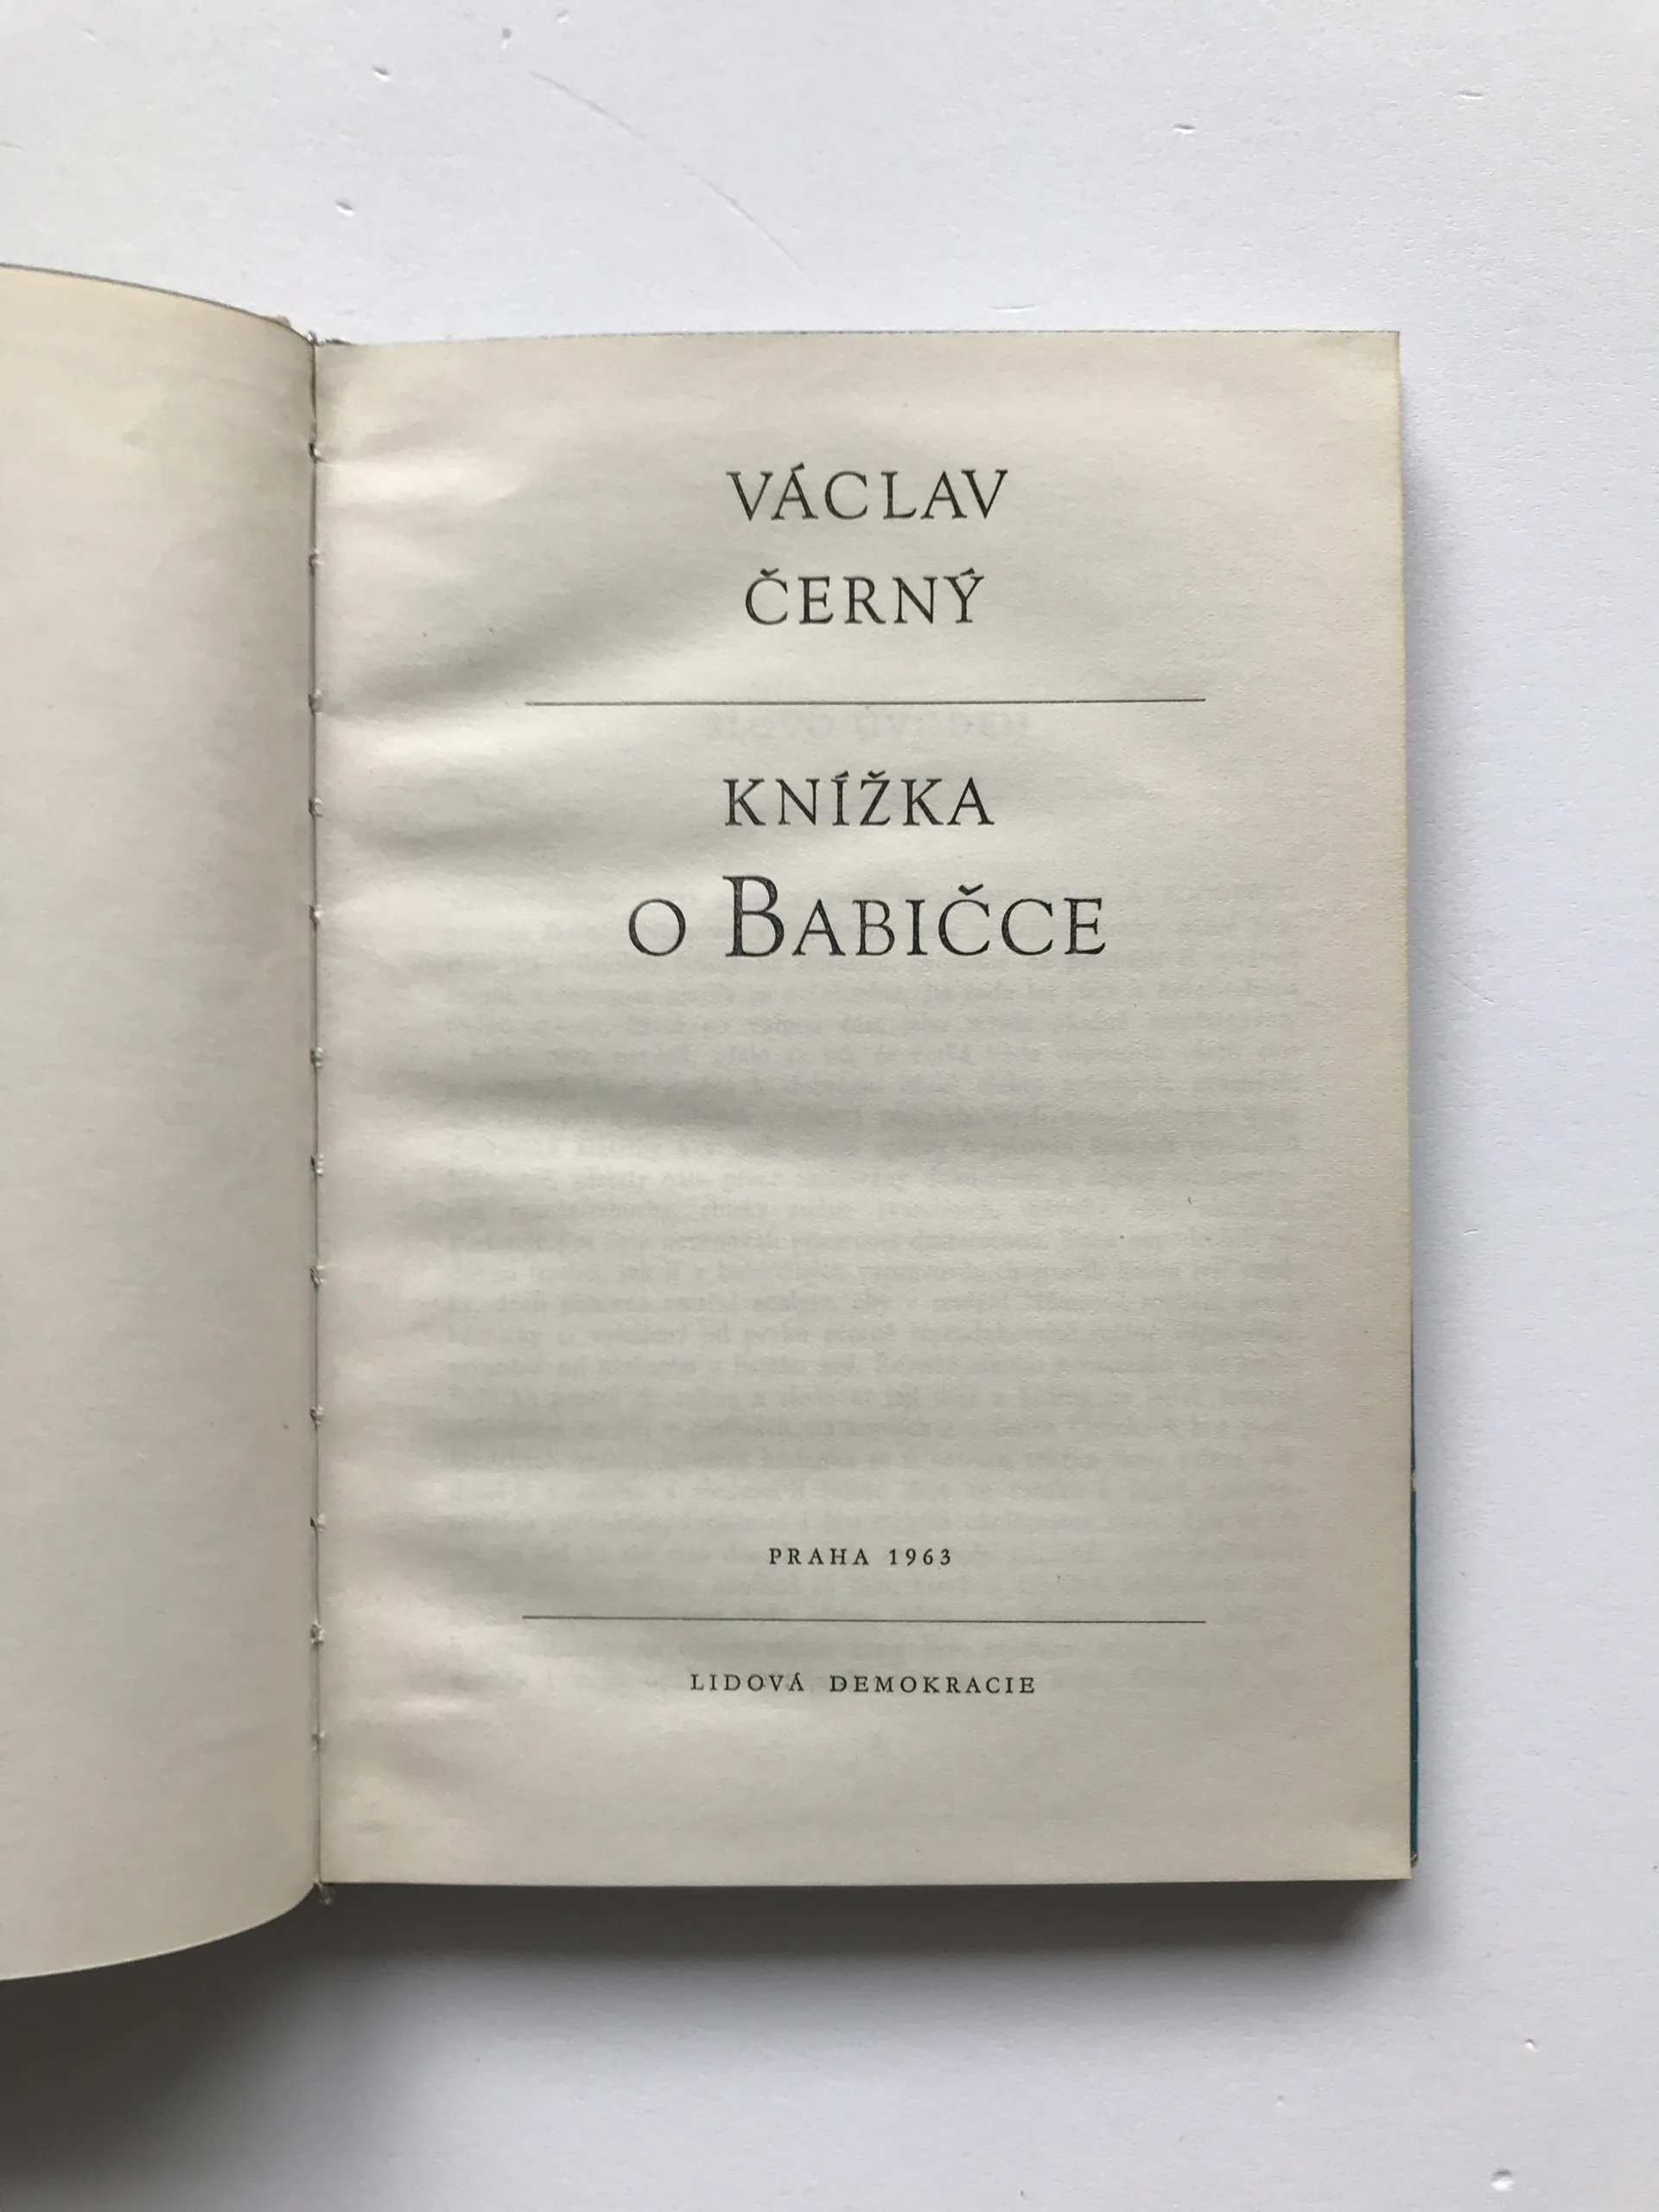 VÁCLAV
ČERNÝ
KNÍŽKA
O BABIČCE
PRAHA 1963
LIDOVÁ DEMOKRACIE